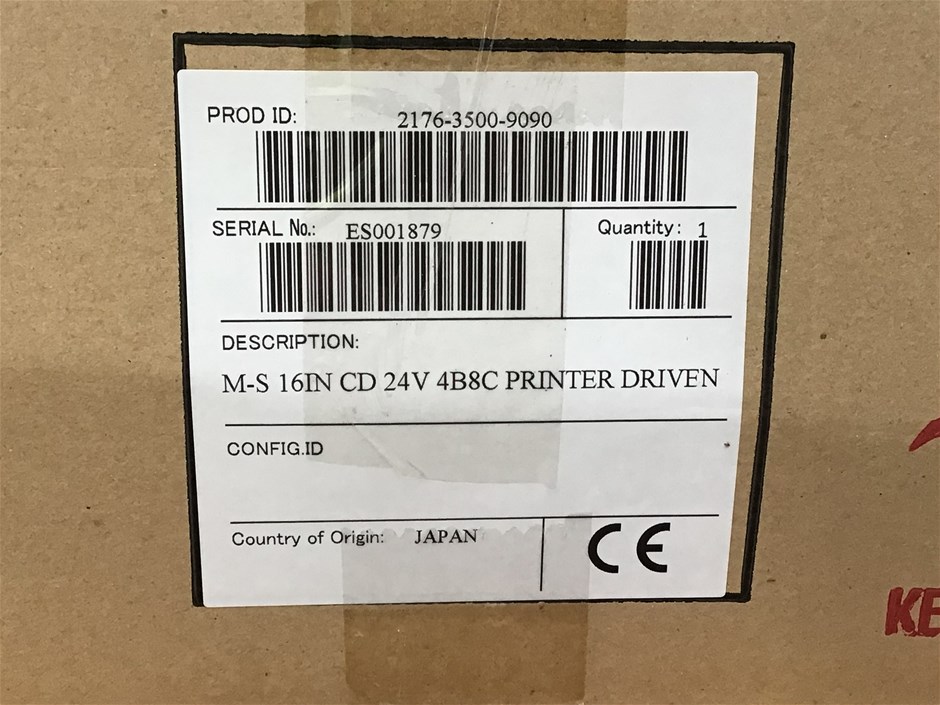 PROD ID: 2176-3500-9090
SERIAL No.: ES001879
Quantity: 1
DESCRIPTION:
M-S 16IN CD 24V 4B8C PRINTER DRIVEN
CONFIG.ID
Country of Origin: JAPAN
CE
KE